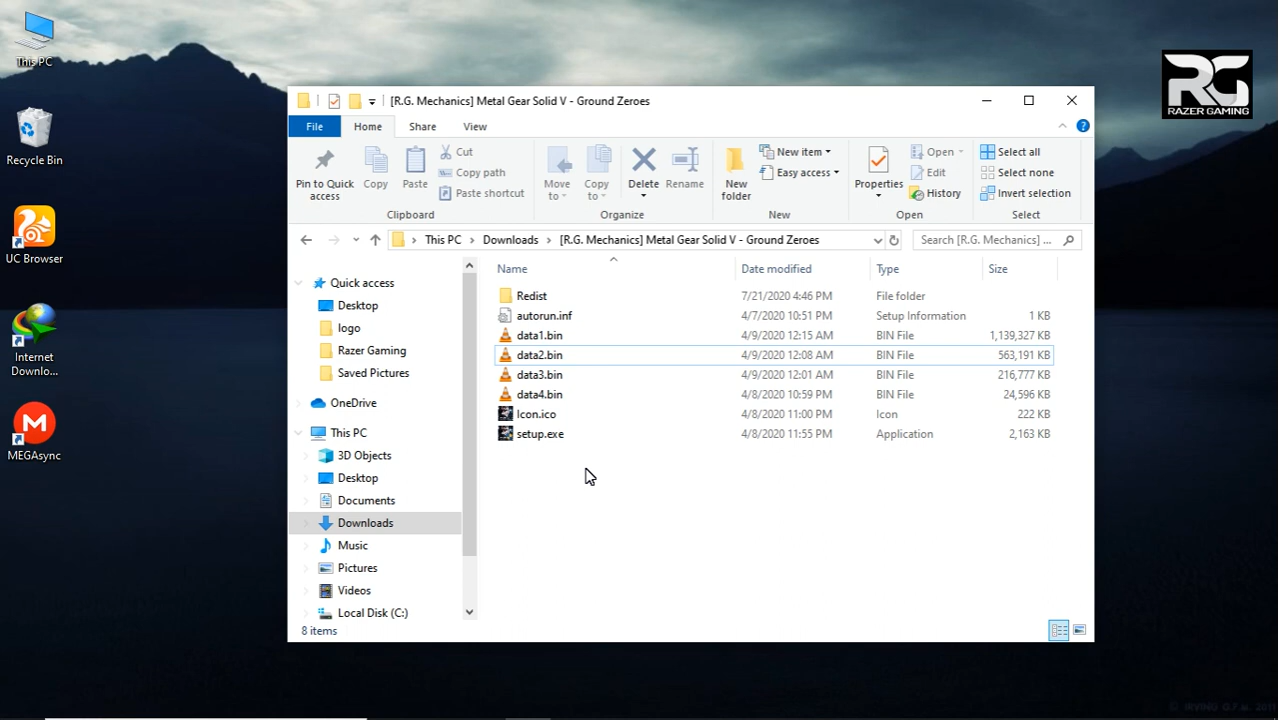 This PC
Recycle Bin
UC Browser
Internet
Downlo...
MEGAsync
RG
RAZER GAMING
[R.G. Mechanics] Metal Gear Solid V - Ground Zeroes
File Home Share View
Pin to Quick access
Copy
Paste
Cut
Copy path
Paste shortcut
Clipboard
Move to
Copy to
Delete
Rename
Organize
New folder
New item
Easy access
New
Properties
Open
Edit
History
Open
Select all
Select none
Invert selection
Select
This PC > Downloads > [R.G. Mechanics] Metal Gear Solid V - Ground Zeroes
Search [R.G. Mechanics] ...
Quick access
Desktop
logo
Razer Gaming
Saved Pictures
OneDrive
This PC
3D Objects
Desktop
Documents
Downloads
Music
Pictures
Videos
Local Disk (C:)
Name Date modified Type Size
Redist 7/21/2020 4:46 PM File folder
autorun.inf 4/7/2020 10:51 PM Setup Information 1 KB
data1.bin 4/9/2020 12:15 AM BIN File 1,139,327 KB
data2.bin 4/9/2020 12:08 AM BIN File 563,191 KB
data3.bin 4/9/2020 12:01 AM BIN File 216,777 KB
data4.bin 4/8/2020 10:59 PM BIN File 24,596 KB
Icon.ico 4/8/2020 11:00 PM Icon 222 KB
setup.exe 4/8/2020 11:55 PM Application 2,163 KB
8 items